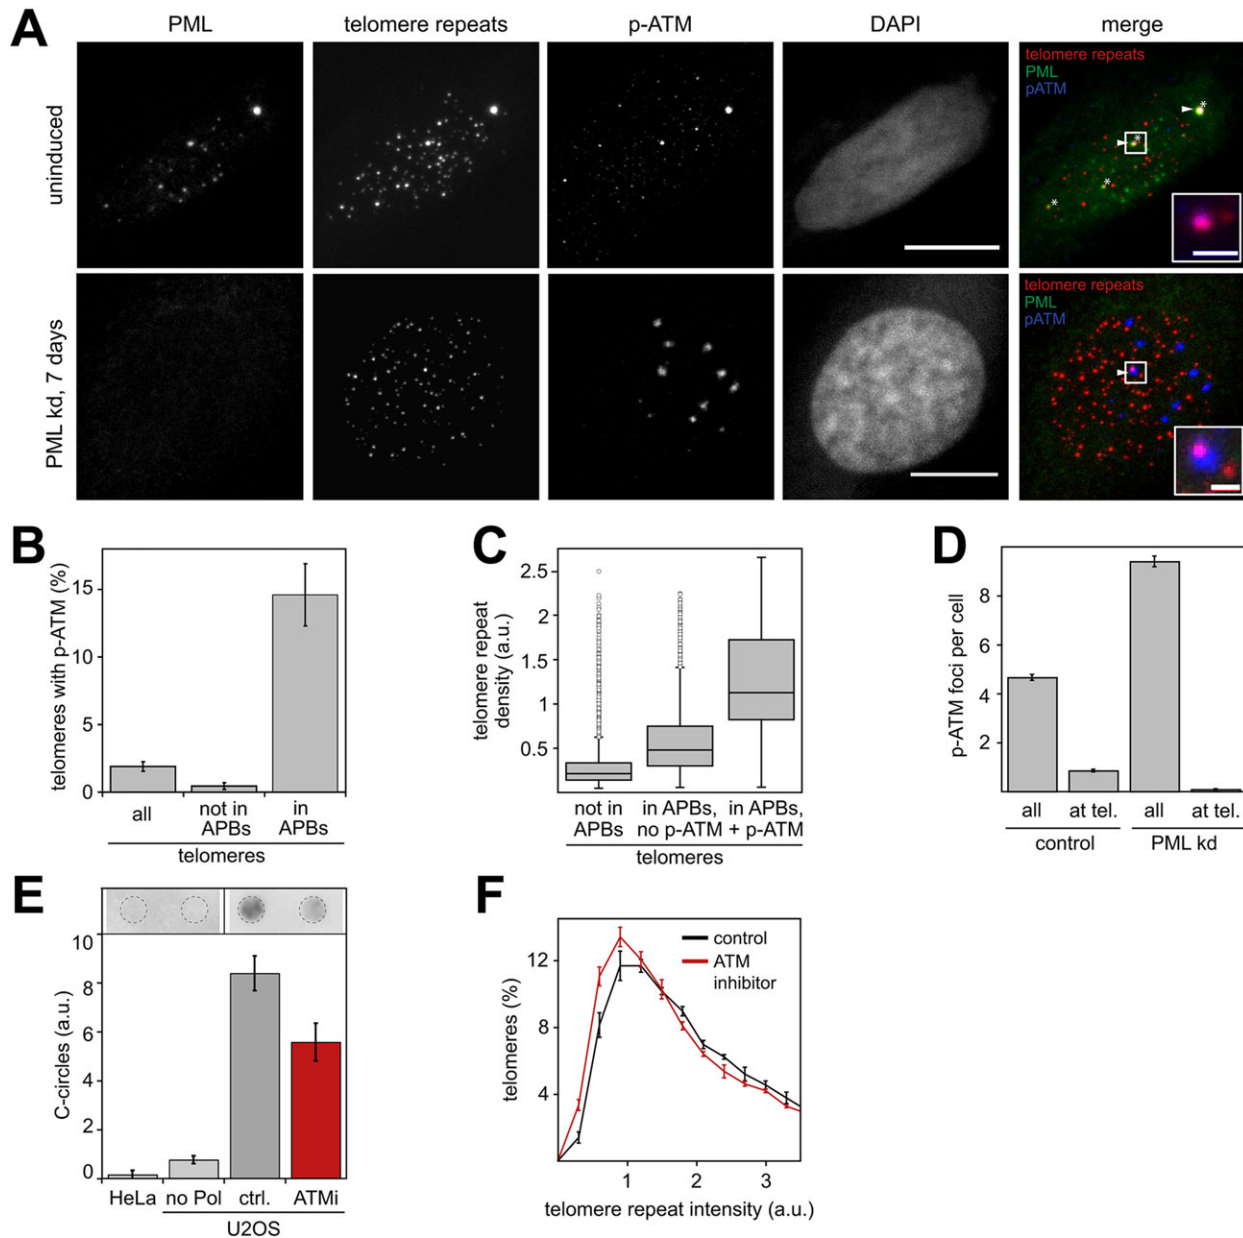 A
PML
telomere repeats
p-ATM
DAPI
merge
uninduced
telomere repeats
PML
pATM
* * * *
PML kd, 7 days
telomere repeats
PML
pATM
B
telomeres with p-ATM (%)
15
10
5
0
all
not in
APBs
in
APBs
telomeres
C
telomere repeat
density (a.u.)
2.5
2
1.5
1
0.5
not in
APBs
in APBs,
no p-ATM
in APBs,
+ p-ATM
telomeres
D
p-ATM foci per cell
8
6
4
2
all
at tel.
all
at tel.
control
PML kd
E
C-circles (a.u.)
10
8
6
4
2
0
HeLa
no Pol
ctrl.
ATMi
U2OS
F
telomeres (%)
12
8
4
control
ATM
inhibitor
1
2
3
telomere repeat intensity (a.u.)